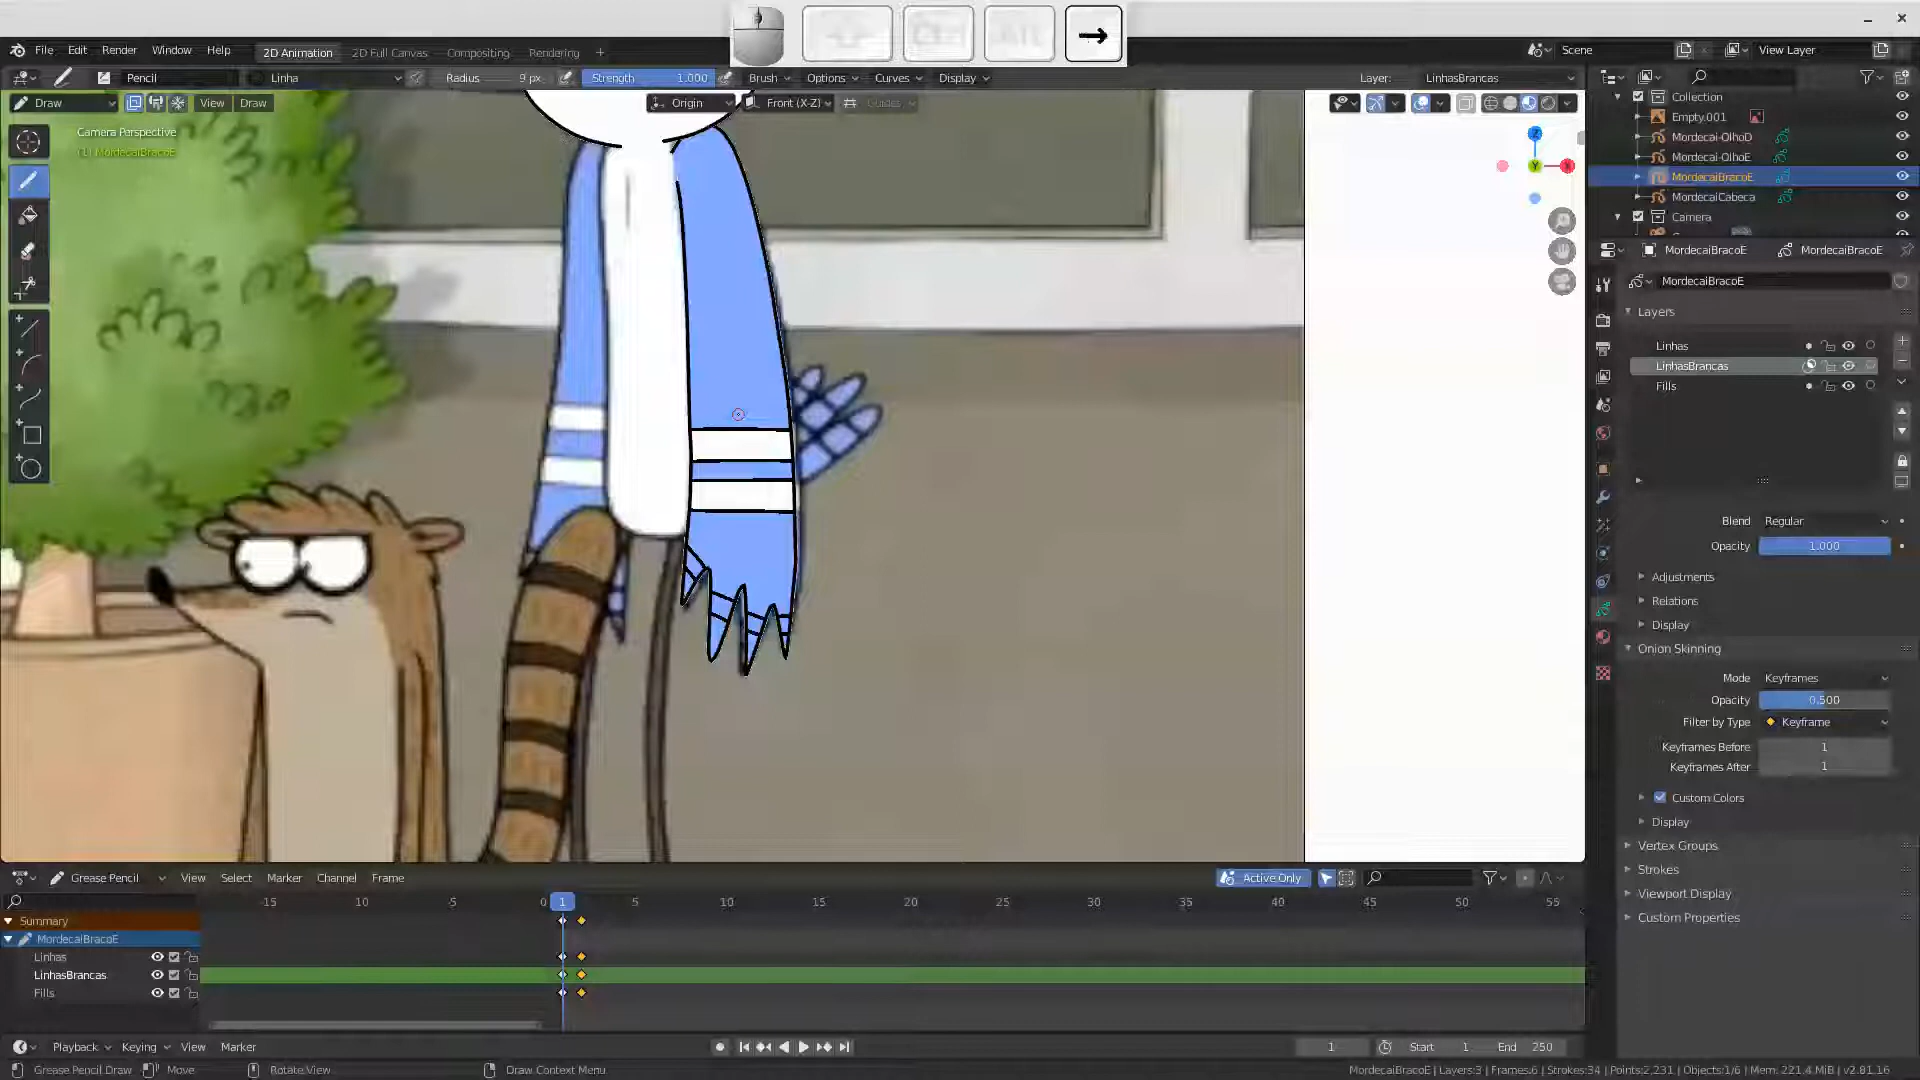 Ctrl Alt →
File Edit Render Window Help 2D Animation 2D Full Canvas Compositing Rendering + Scene View Layer
Pencil Linha Radius 9 px Strength 1.000 Brush Options Curves Display Layer: LinhasBrancas
Draw View Draw Origin Front (X-Z) Guides
Camera Perspective
(1) MordecaiBracoE
Z
Y
X
Collection
Empty.001
Mordecai-OlhoD
Mordecai-OlhoE
MordecaiBracoE
MordecaiCabeca
Camera
MordecaiBracoE MordecaiBracoE
MordecaiBracoE
Layers
Linhas
LinhasBrancas
Fills
Blend Regular
Opacity 1.000
Adjustments
Relations
Display
Onion Skinning
Mode Keyframes
Opacity 0.500
Filter by Type Keyframe
Keyframes Before 1
Keyframes After 1
Custom Colors
Display
Vertex Groups
Strokes
Viewport Display
Custom Properties
Grease Pencil View Select Marker Channel Frame Active Only
-15 -10 -5 0 1 5 10 15 20 25 30 35 40 45 50 55
Summary
MordecaiBracoE
Linhas
LinhasBrancas
Fills
Playback Keying View Marker 1 Start 1 End 250
Grease Pencil Draw Move Rotate View Draw Context Menu MordecaiBracoE | Layers:3 | Frames:6 | Strokes:34 | Points:2,231 | Objects:1/6 | Mem: 221.4 MiB | v2.81.16